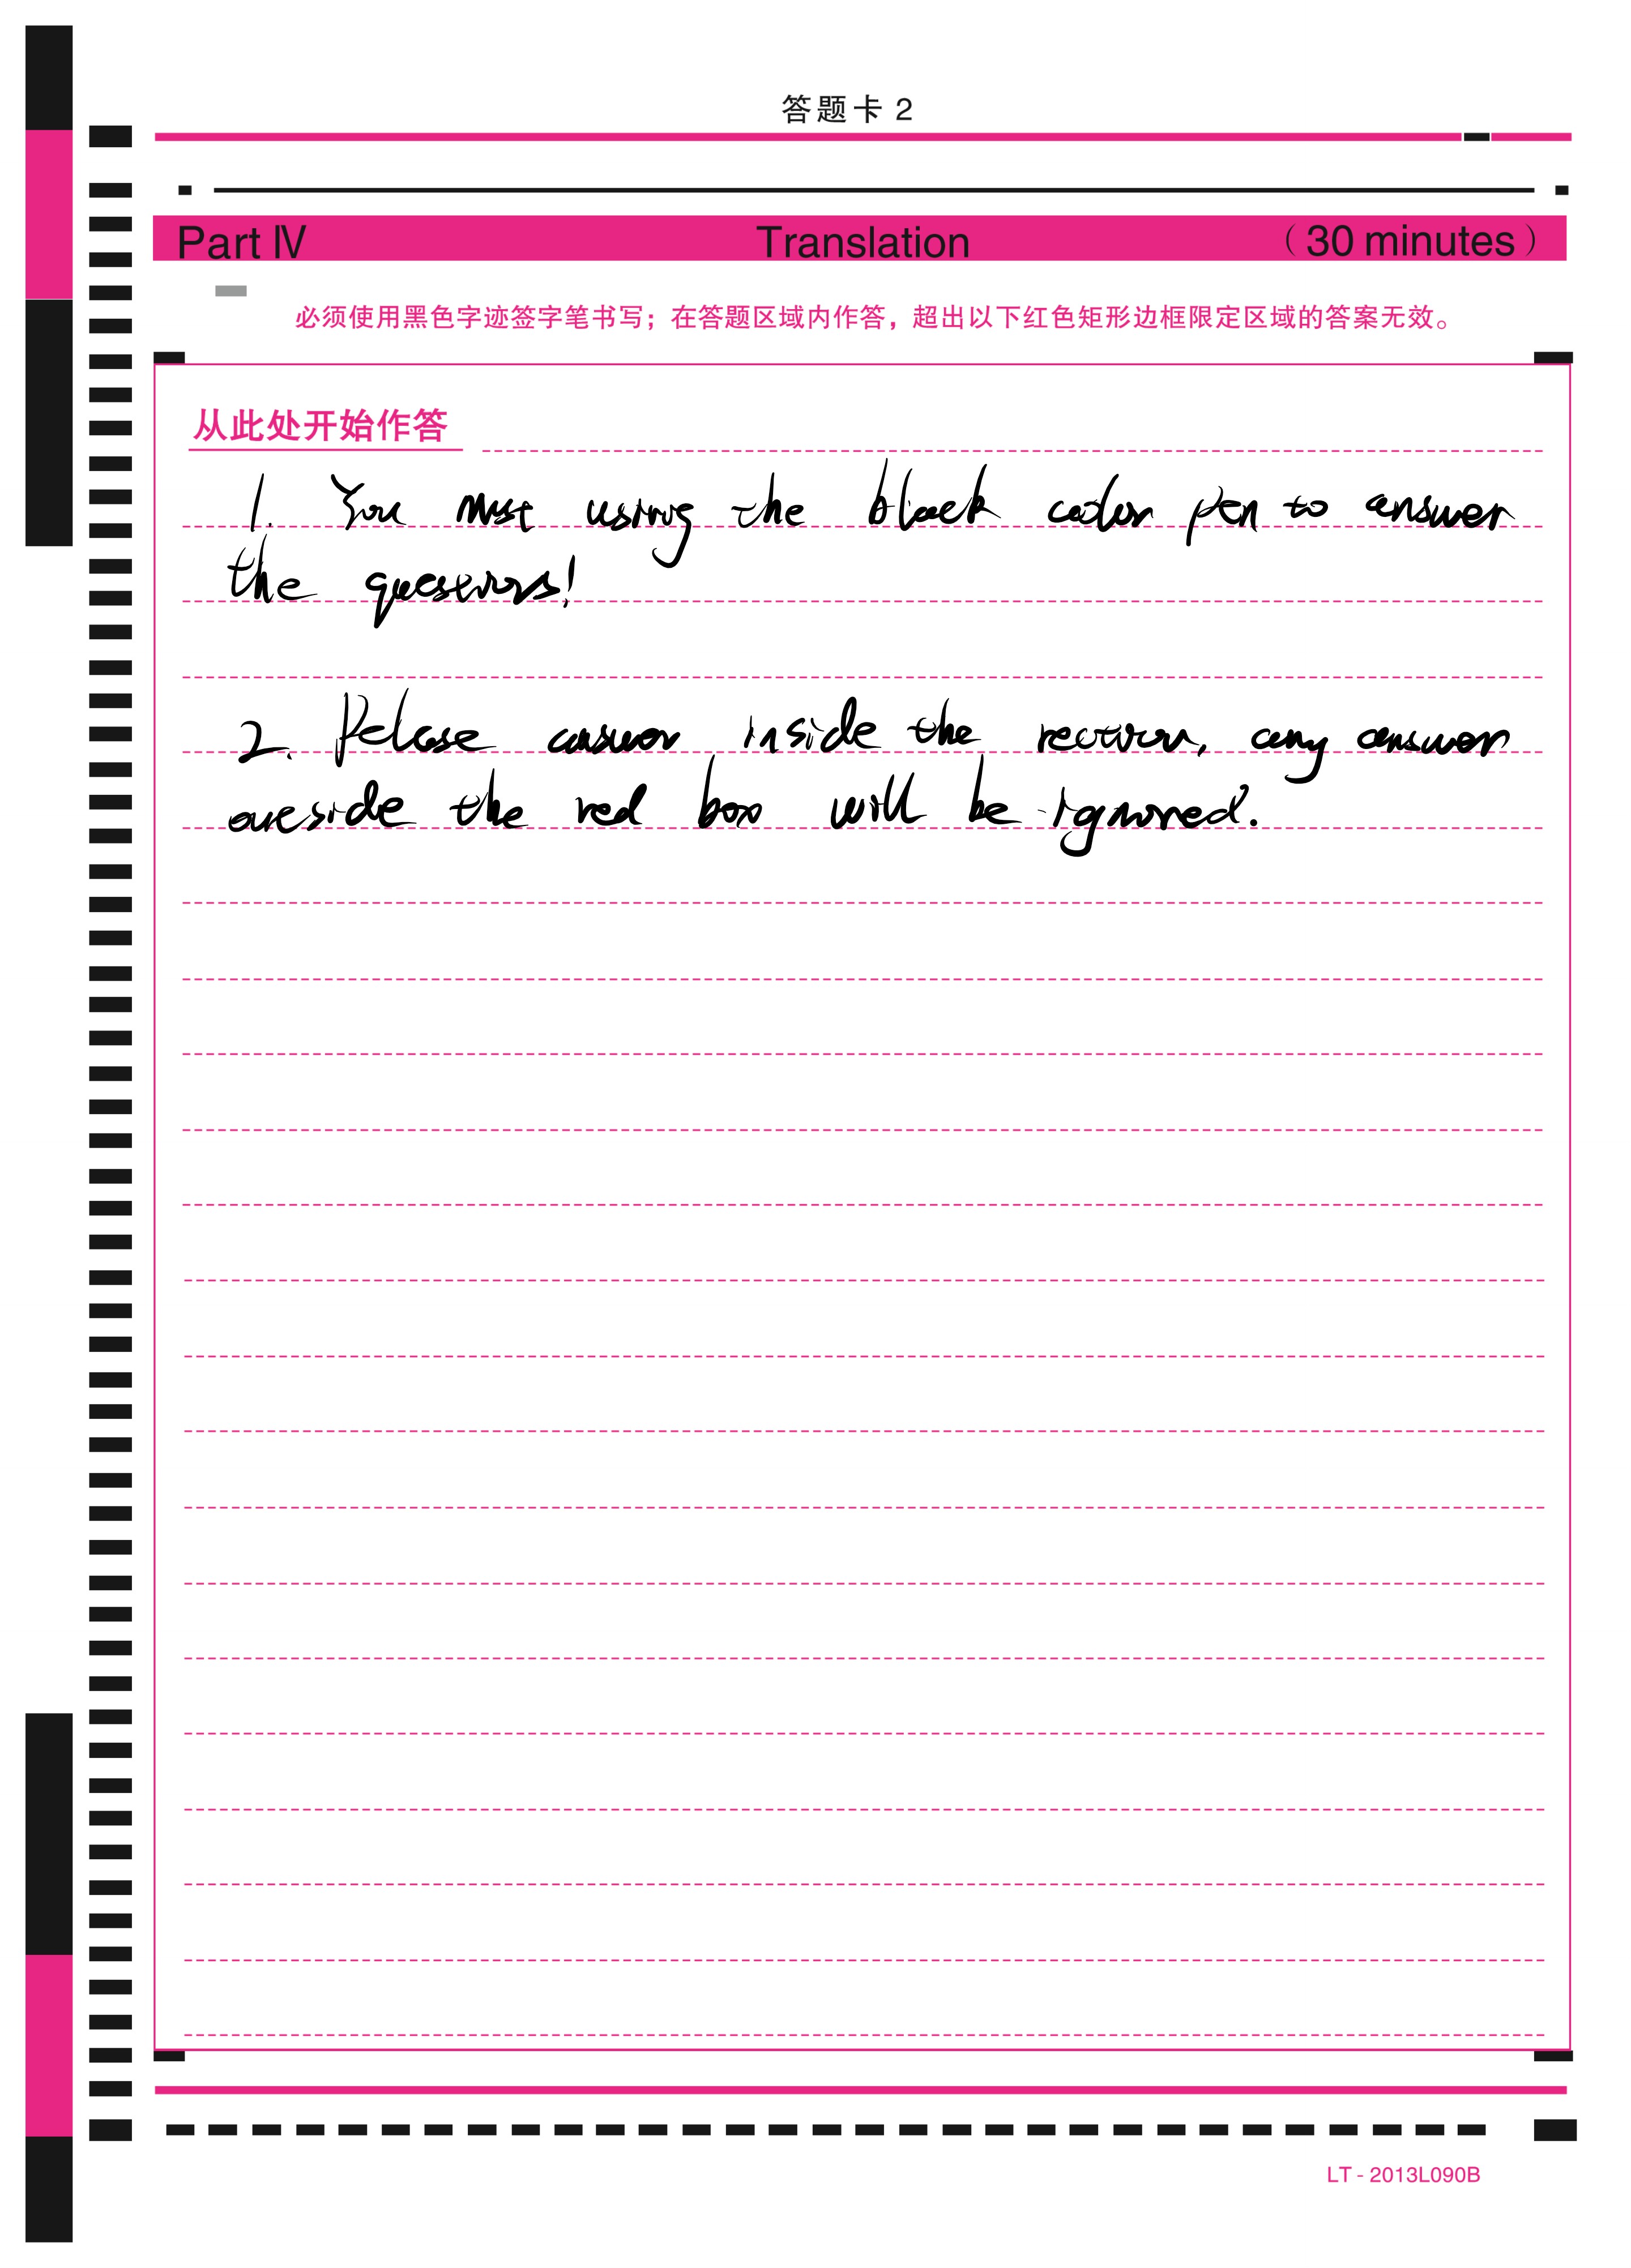 答题卡 2
Part Ⅳ Translation （30 minutes）
必须使用黑色字迹签字笔书写；在答题区域内作答，超出以下红色矩形边框限定区域的答案无效。
从此处开始作答
1. You must using the black color pen to answer
the questions!
2. Pelase answer inside the any answer
outside the red box will be ignored.
LT - 2013L090B